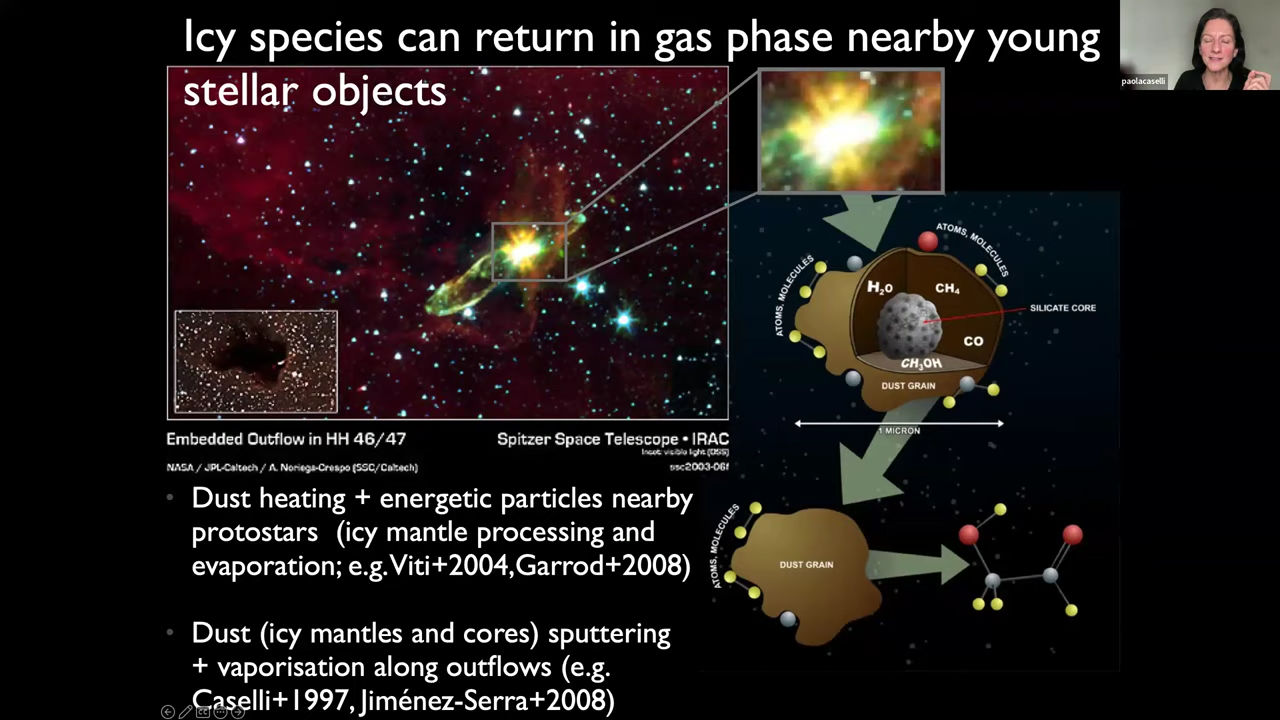 Icy species can return in gas phase nearby young
stellar objects
paolacaselli
ATOMS, MOLECULES
ATOMS, MOLECULES
H₂O
CH₄
SILICATE CORE
CO
CH₃OH
DUST GRAIN
1 MICRON
Embedded Outflow in HH 46/47
Spitzer Space Telescope • IRAC
Inset: visible light (DSS)
NASA / JPL-Caltech / A. Noriega-Crespo (SSC/Caltech)
ssc2003-06f
• Dust heating + energetic particles nearby
protostars (icy mantle processing and
evaporation; e.g. Viti+2004, Garrod+2008)
ATOMS, MOLECULES
DUST GRAIN
• Dust (icy mantles and cores) sputtering
+ vaporisation along outflows (e.g.
Caselli+1997, Jiménez-Serra+2008)